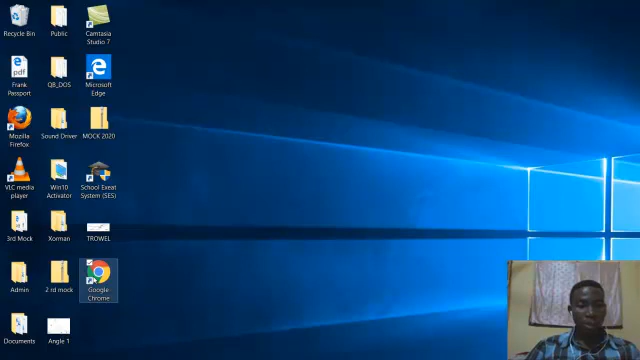 Recycle Bin
Public
Camtasia
Studio 7
pdf
Frank
Passport
QB_DOS
Microsoft
Edge
Mozilla
Firefox
Sound Driver
MOCK 2020
VLC media
player
Win10
Activator
School Exeat
System (SES)
3rd Mock
Xorman
TROWEL
Admin
2 rd mock
Google
Chrome
Documents
Angle 1